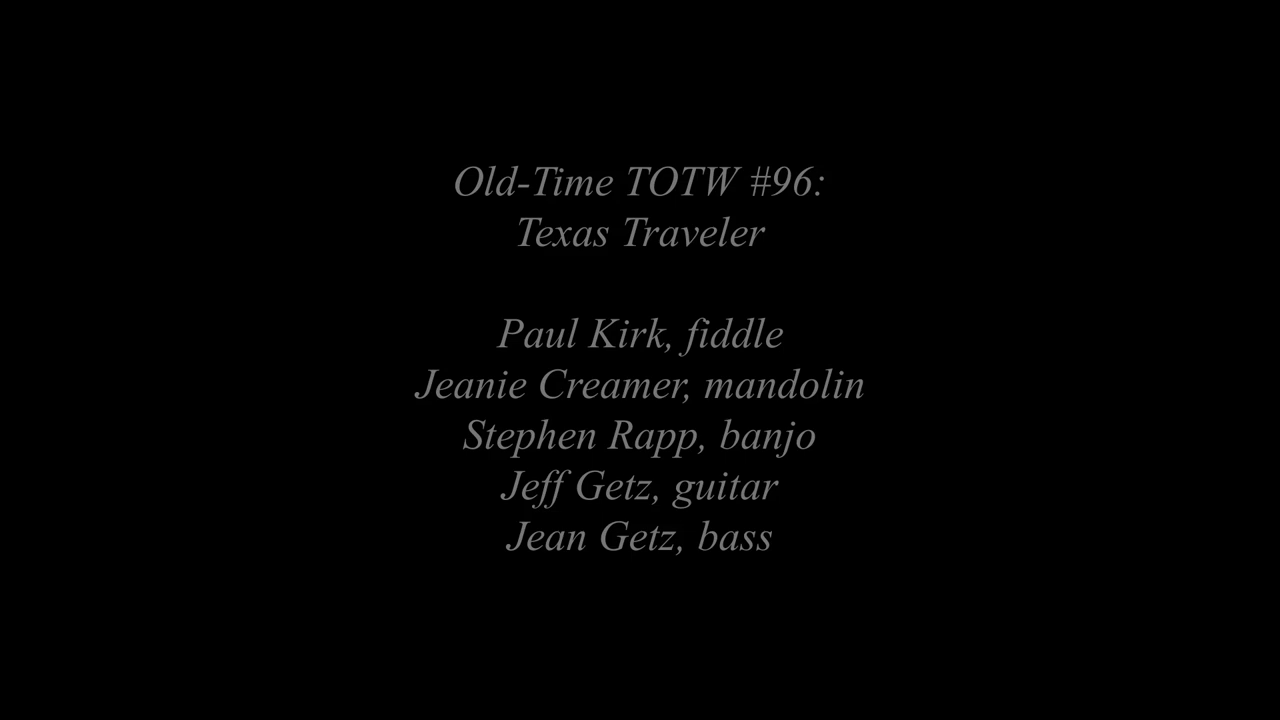 Old-Time TOTW #96:
Texas Traveler
Paul Kirk, fiddle
Jeanie Creamer, mandolin
Stephen Rapp, banjo
Jeff Getz, guitar
Jean Getz, bass